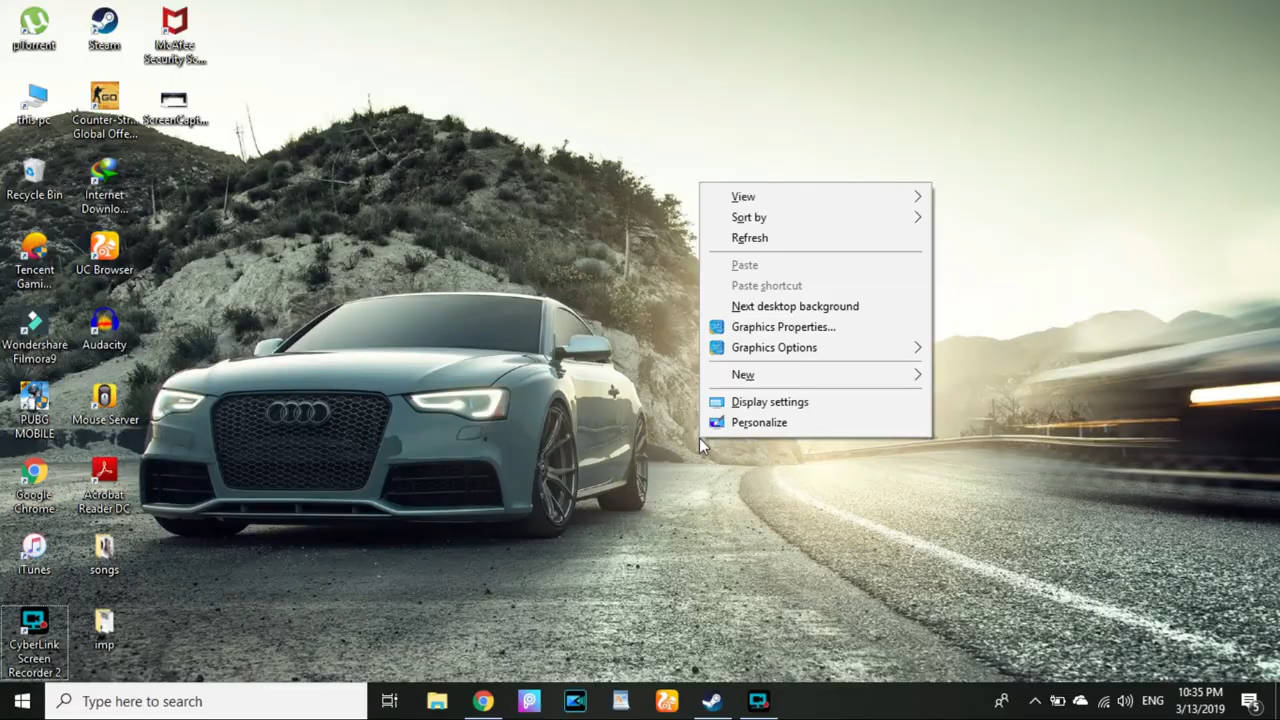 µTorrent
Steam
McAfee
Security Sc...
this pc
Counter-Str...
Global Offe...
GO
ScreenCapt...
Recycle Bin
Internet
Downlo...
Tencent
Gami...
UC Browser
Wondershare
Filmora9
Audacity
PUBG
MOBILE
Mouse Server
Google
Chrome
Acrobat
Reader DC
iTunes
songs
CyberLink
Screen
Recorder 2
imp
View
Sort by
Refresh
Paste
Paste shortcut
Next desktop background
Graphics Properties...
Graphics Options
New
Display settings
Personalize
Type here to search
ENG
10:35 PM
3/13/2019
5